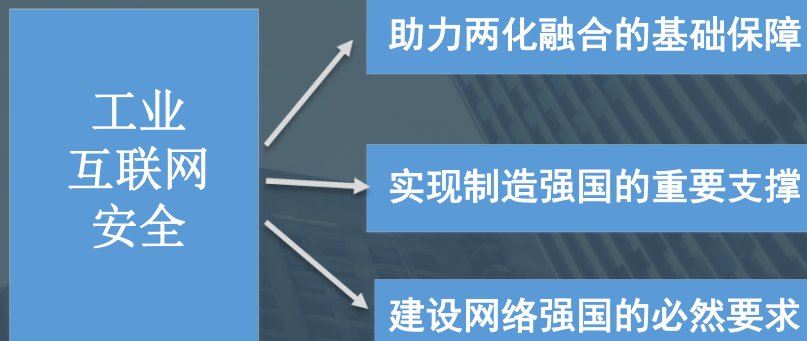 工业
互联网
安全
助力两化融合的基础保障
实现制造强国的重要支撑
建设网络强国的必然要求